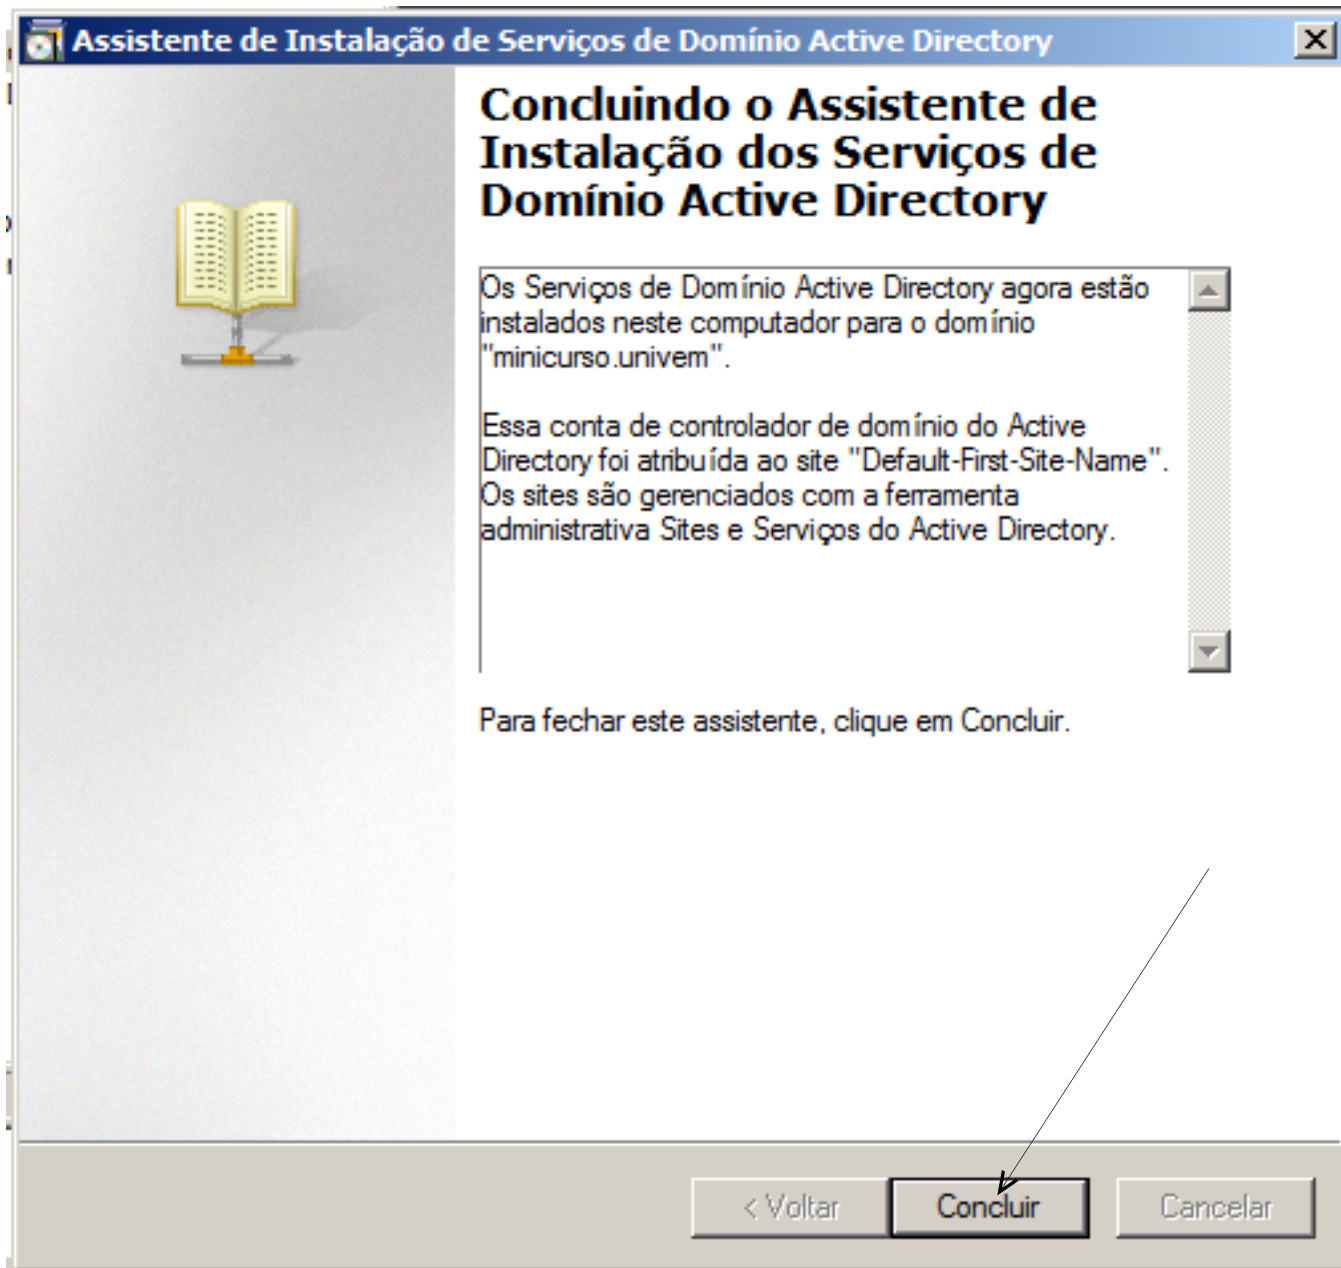 Assistente de Instalação de Serviços de Domínio Active Directory
Concluindo o Assistente de
Instalação dos Serviços de
Domínio Active Directory
Os Serviços de Domínio Active Directory agora estão
instalados neste computador para o domínio
"minicurso.univem".
Essa conta de controlador de domínio do Active
Directory foi atribuída ao site "Default-First-Site-Name".
Os sites são gerenciados com a ferramenta
administrativa Sites e Serviços do Active Directory.
Para fechar este assistente, clique em Concluir.
< Voltar
Concluir
Cancelar